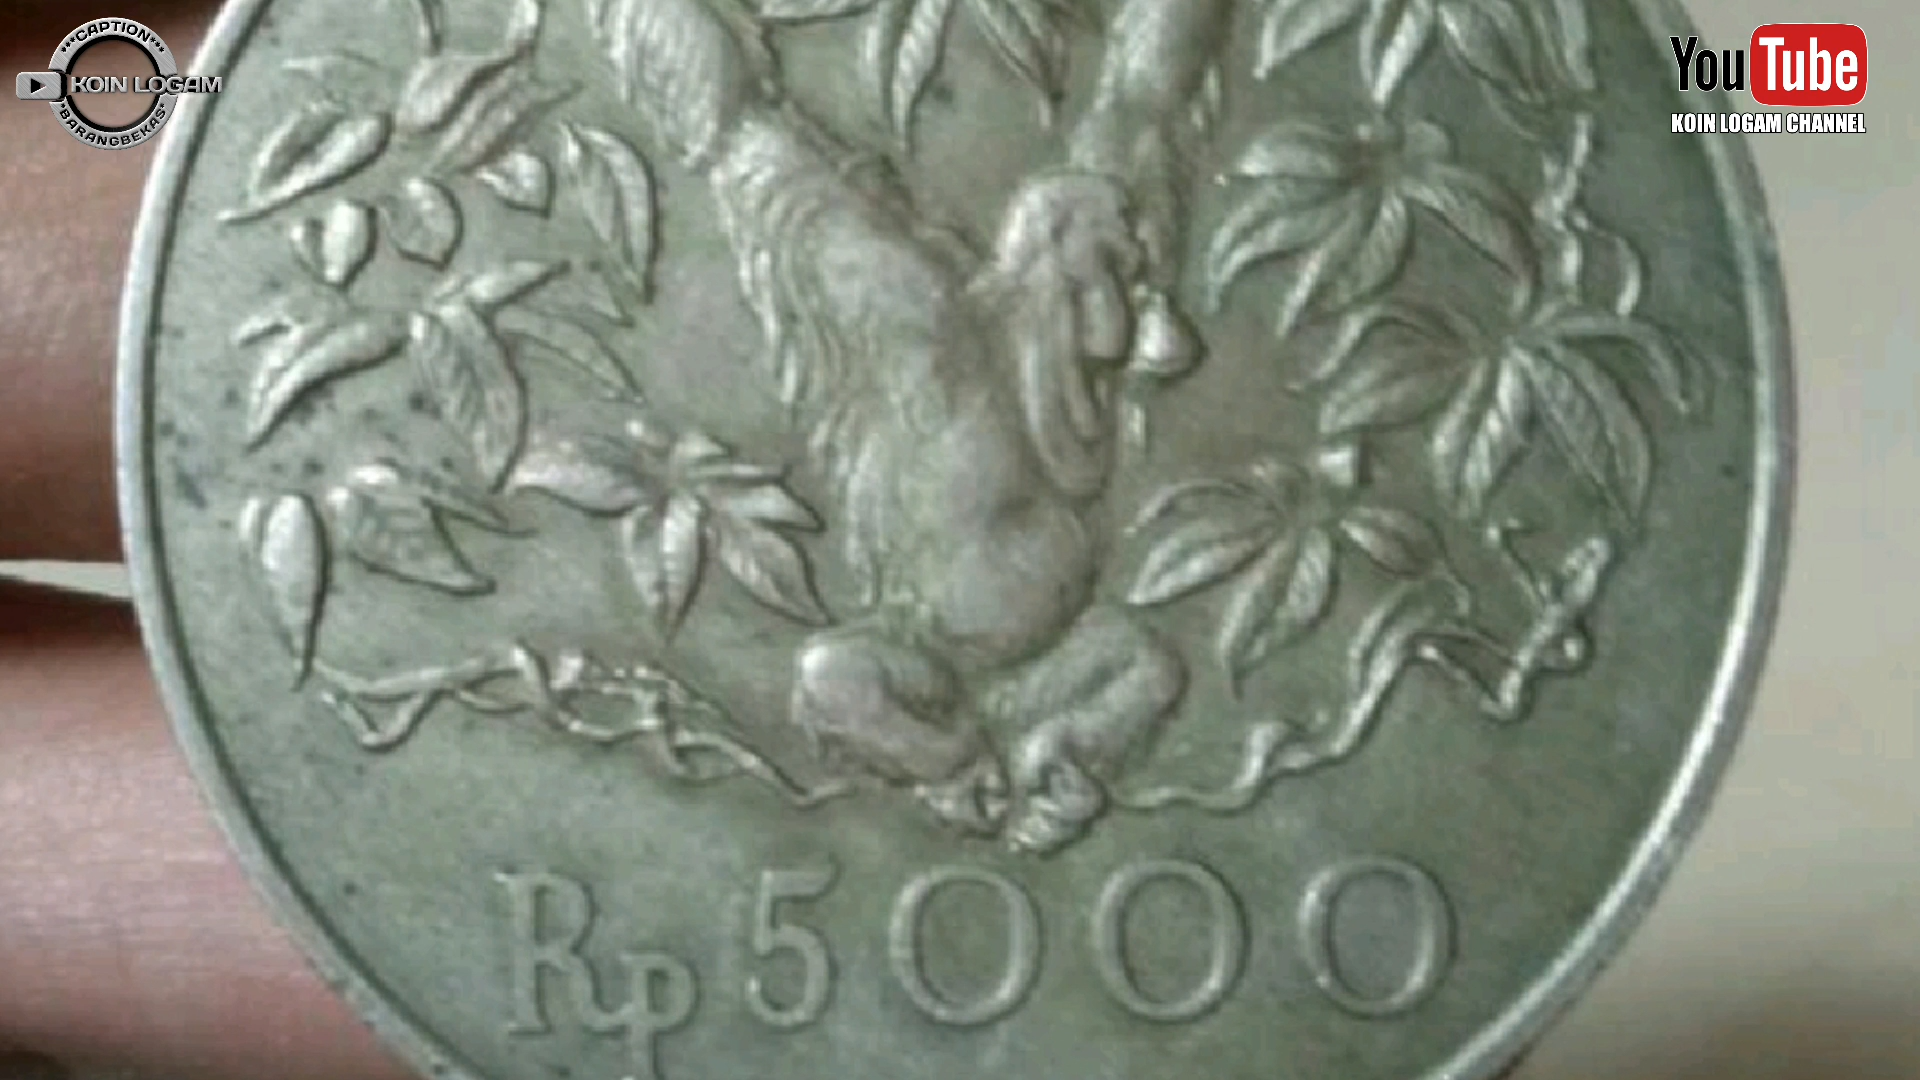 ***CAPTION***
KOIN LOGAM
*BARANGBEKAS*
YouTube
KOIN LOGAM CHANNEL
Rp 5000